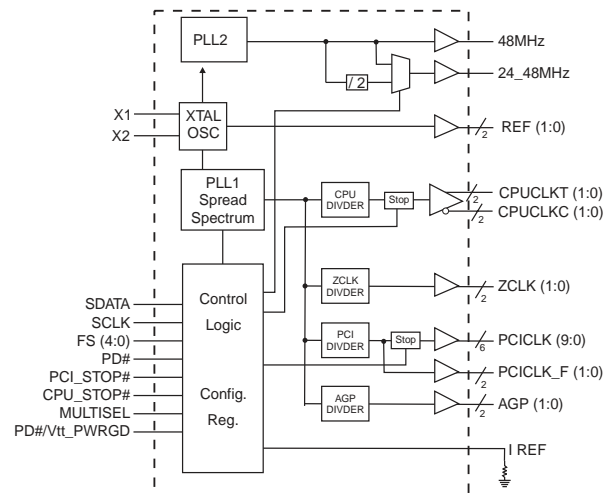 PLL2
48MHz
/ 2
24_48MHz
X1
X2
XTAL
OSC
2
REF (1:0)
PLL1
Spread
Spectrum
CPU
DIVDER
Stop
2
CPUCLKT (1:0)
2
CPUCLKC (1:0)
ZCLK
DIVDER
2
ZCLK (1:0)
SDATA
SCLK
FS (4:0)
PD#
PCI_STOP#
CPU_STOP#
MULTISEL
PD#/Vtt_PWRGD
Control
Logic
Config.
Reg.
PCI
DIVDER
Stop
6
PCICLK (9:0)
2
PCICLK_F (1:0)
AGP
DIVDER
2
AGP (1:0)
I REF